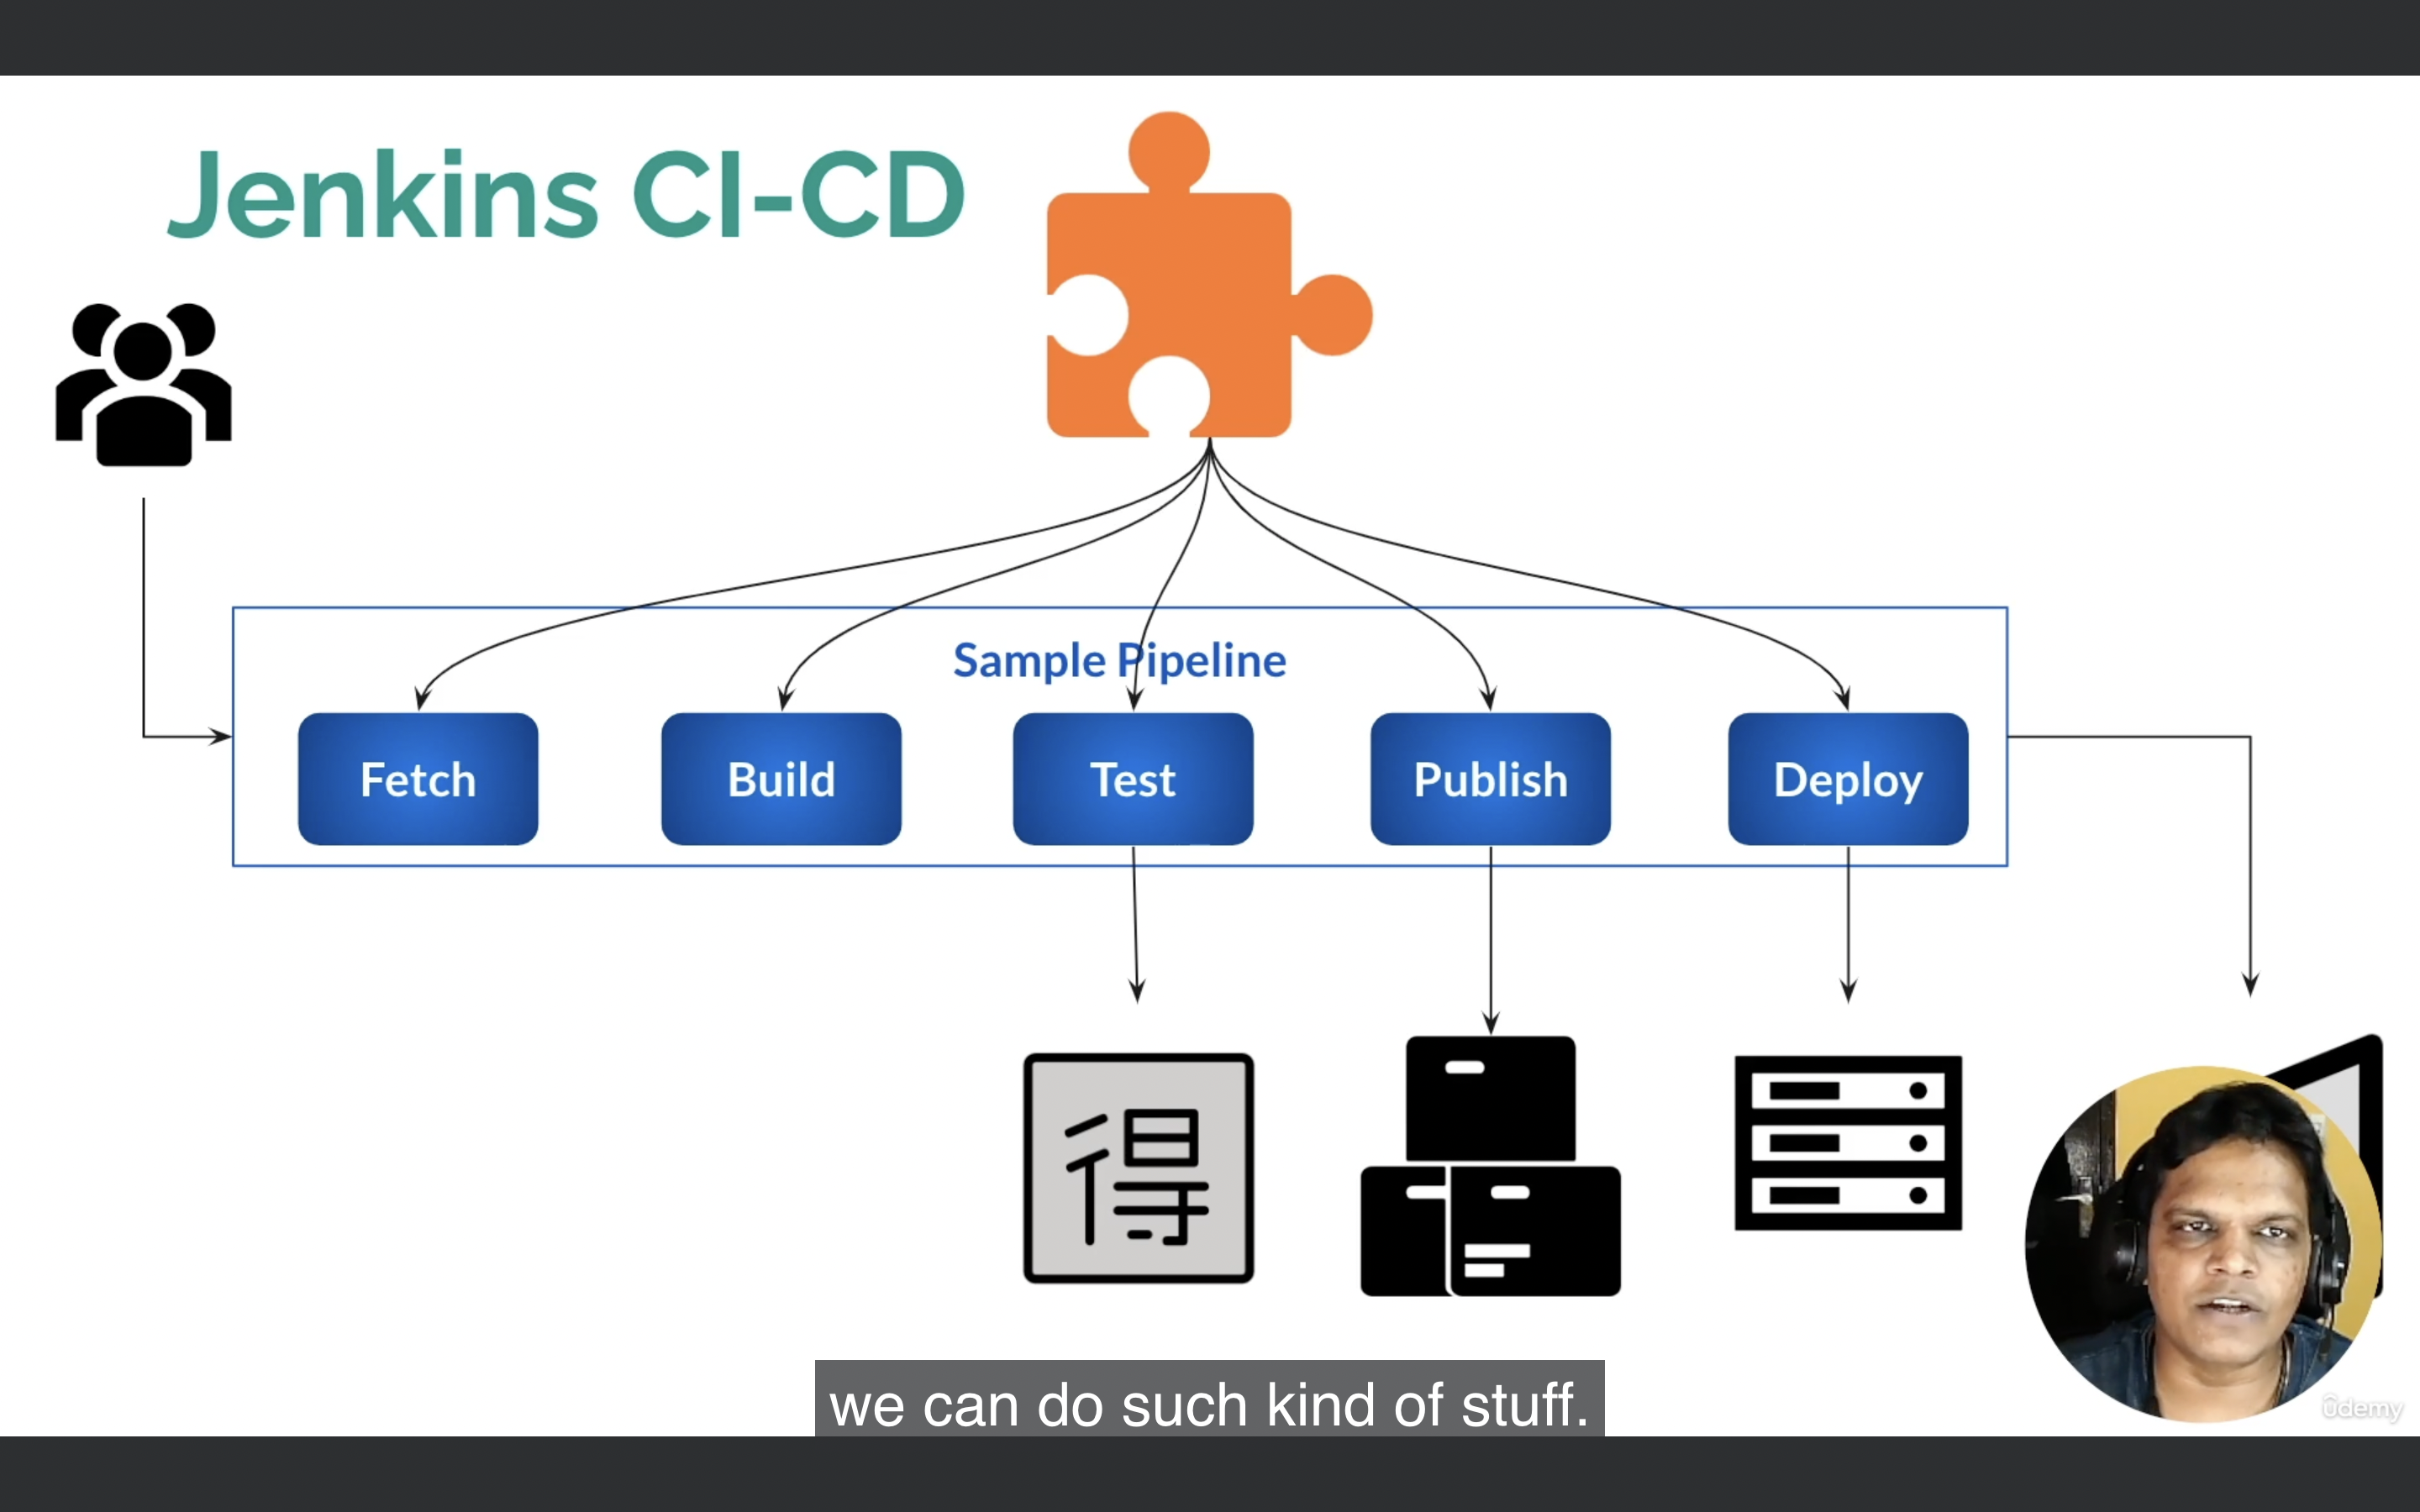 Jenkins CI-CD
Sample Pipeline
Fetch
Build
Test
Publish
Deploy
得
we can do such kind of stuff.
ûdemy